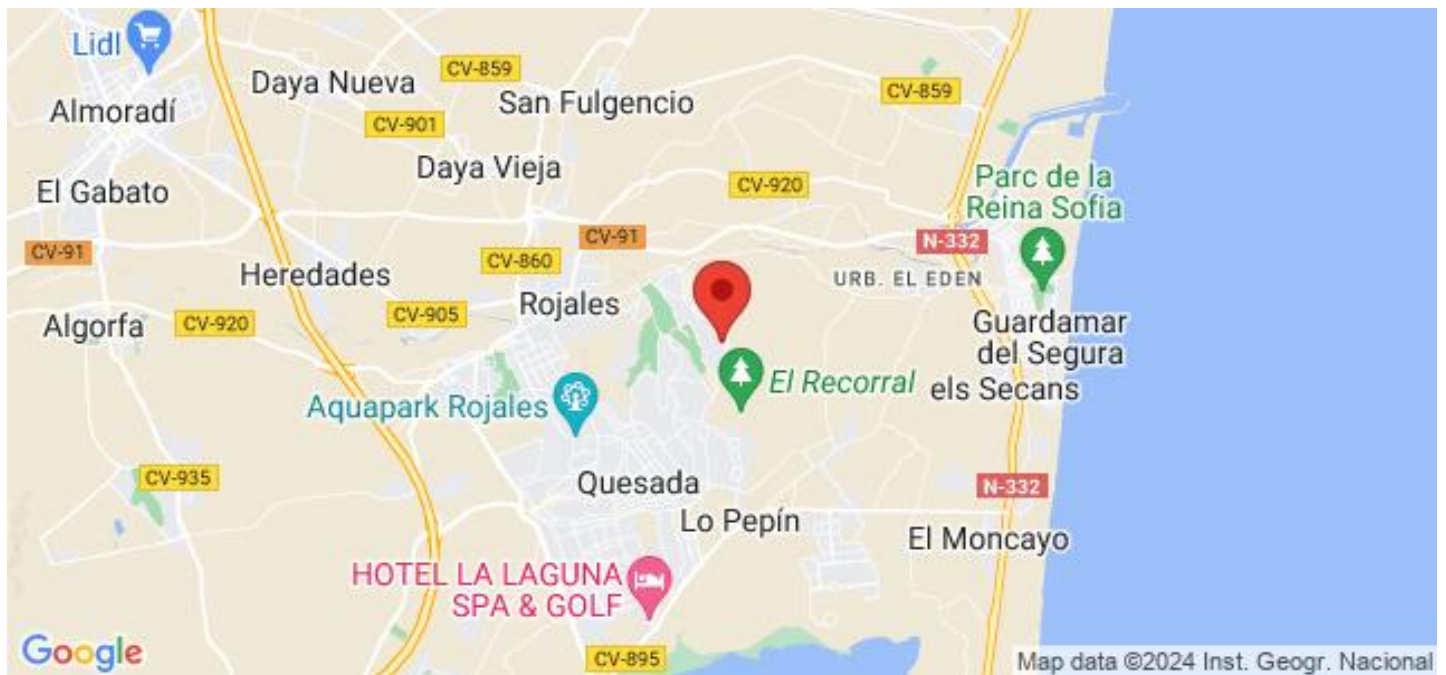 Lidl
Daya Nueva
CV-859
San Fulgencio
CV-859
Almoradí
CV-901
Daya Vieja
El Gabato
CV-920
Parc de la
Reina Sofia
CV-91
CV-91
N-332
Heredades
CV-860
URB. EL EDEN
Rojales
Algorfa
CV-920
CV-905
Guardamar
del Segura
El Recorral
els Secans
Aquapark Rojales
CV-935
Quesada
N-332
Lo Pepín
El Moncayo
HOTEL LA LAGUNA
SPA & GOLF
Google
CV-895
Map data ©2024 Inst. Geogr. Nacional